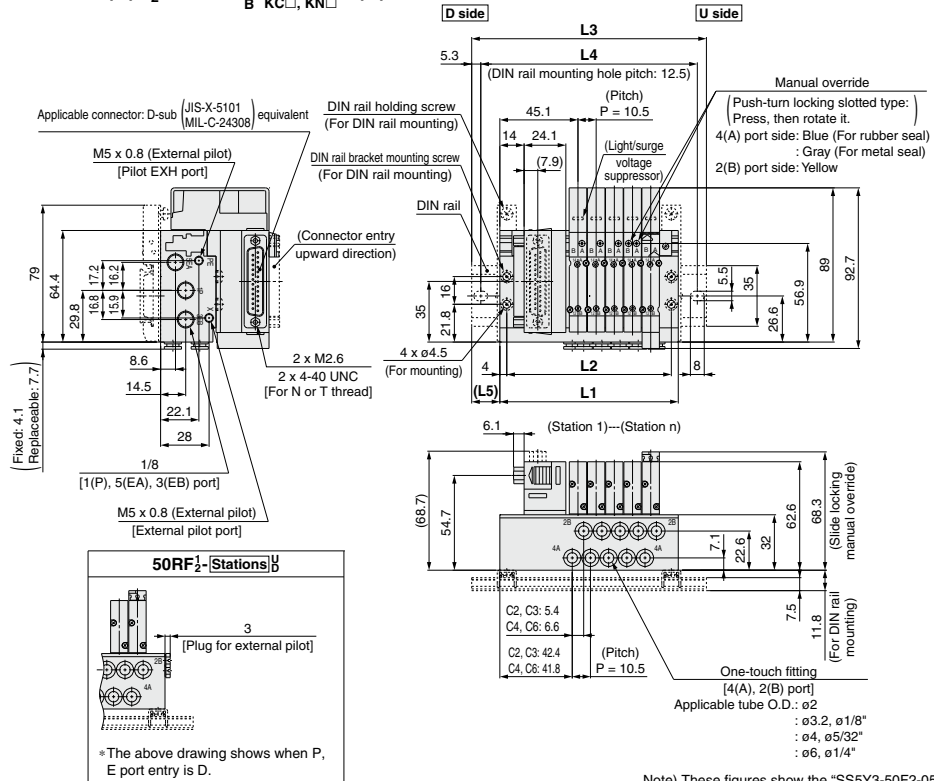 B KC□, KN□
D side
U side
L3
L4
5.3
(DIN rail mounting hole pitch: 12.5)
Manual override
(Push-turn locking slotted type:
Press, then rotate it.)
4(A) port side: Blue (For rubber seal)
: Gray (For metal seal)
2(B) port side: Yellow
Applicable connector: D-sub (JIS-X-5101
MIL-C-24308) equivalent
DIN rail holding screw
(For DIN rail mounting)
45.1
(Pitch)
P = 10.5
14
24.1
(7.9)
(Light/surge
voltage
suppressor)
M5 x 0.8 (External pilot)
[Pilot EXH port]
DIN rail bracket mounting screw
(For DIN rail mounting)
DIN rail
(Connector entry
upward direction)
79
64.4
29.8
17.2
16.2
16.8
15.9
35
16
21.8
5.5
35
26.6
56.9
89
92.7
8.6
14.5
22.1
28
(Fixed: 4.1
Replaceable: 7.7)
2 x M2.6
2 x 4-40 UNC
[For N or T thread]
4 x ø4.5
(For mounting)
4
L2
8
(L5)
L1
1/8
[1(P), 5(EA), 3(EB) port]
M5 x 0.8 (External pilot)
[External pilot port]
6.1
(Station 1)---(Station n)
(68.7)
54.7
2B
2B
4A
4A
7.1
22.6
32
62.6
68.3
(Slide locking
manual override)
7.5
11.8
(For DIN rail
mounting)
C2, C3: 5.4
C4, C6: 6.6
C2, C3: 42.4
C4, C6: 41.8
(Pitch)
P = 10.5
One-touch fitting
[4(A), 2(B) port]
Applicable tube O.D.: ø2
: ø3.2, ø1/8"
: ø4, ø5/32"
: ø6, ø1/4"
50RF½-Stations U D
3
[Plug for external pilot]
2B
4A
*The above drawing shows when P,
E port entry is D.